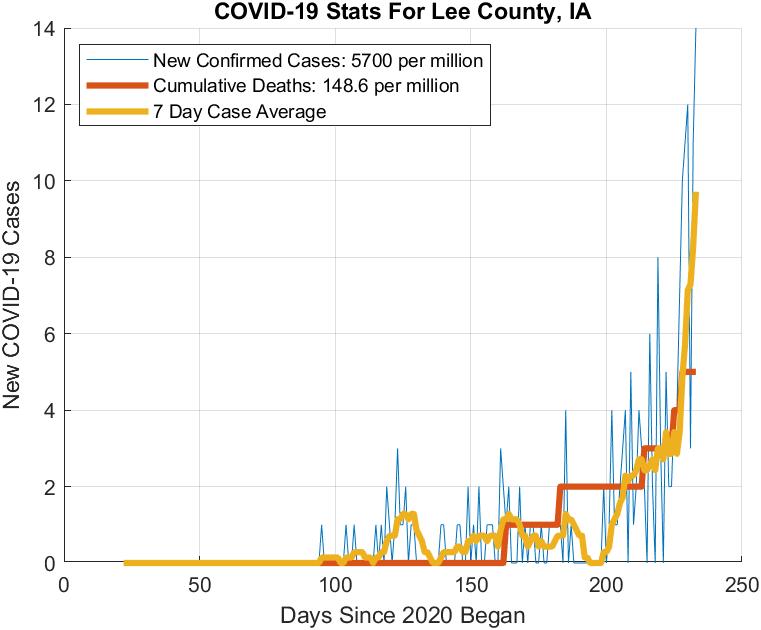 COVID-19 Stats For Lee County, IA
New Confirmed Cases: 5700 per million
Cumulative Deaths: 148.6 per million
7 Day Case Average
New COVID-19 Cases
14
12
10
8
6
4
2
0
0 50 100 150 200 250
Days Since 2020 Began